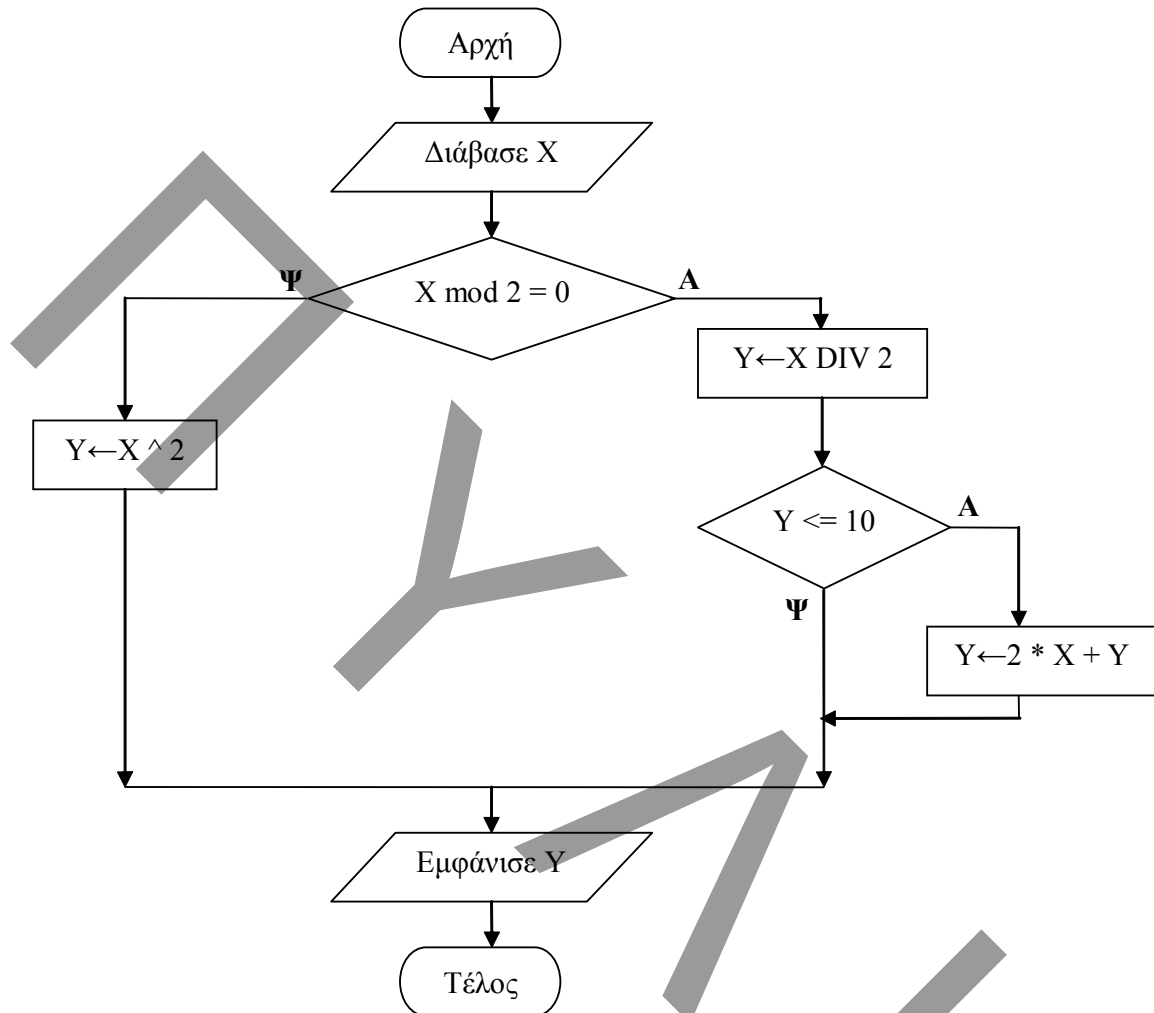 Αρχή
Διάβασε Χ
Ψ
X mod 2 = 0
Α
Y←X DIV 2
Y←X ^ 2
Y <= 10
Α
Ψ
Y←2 * X + Y
Εμφάνισε Υ
Τέλος